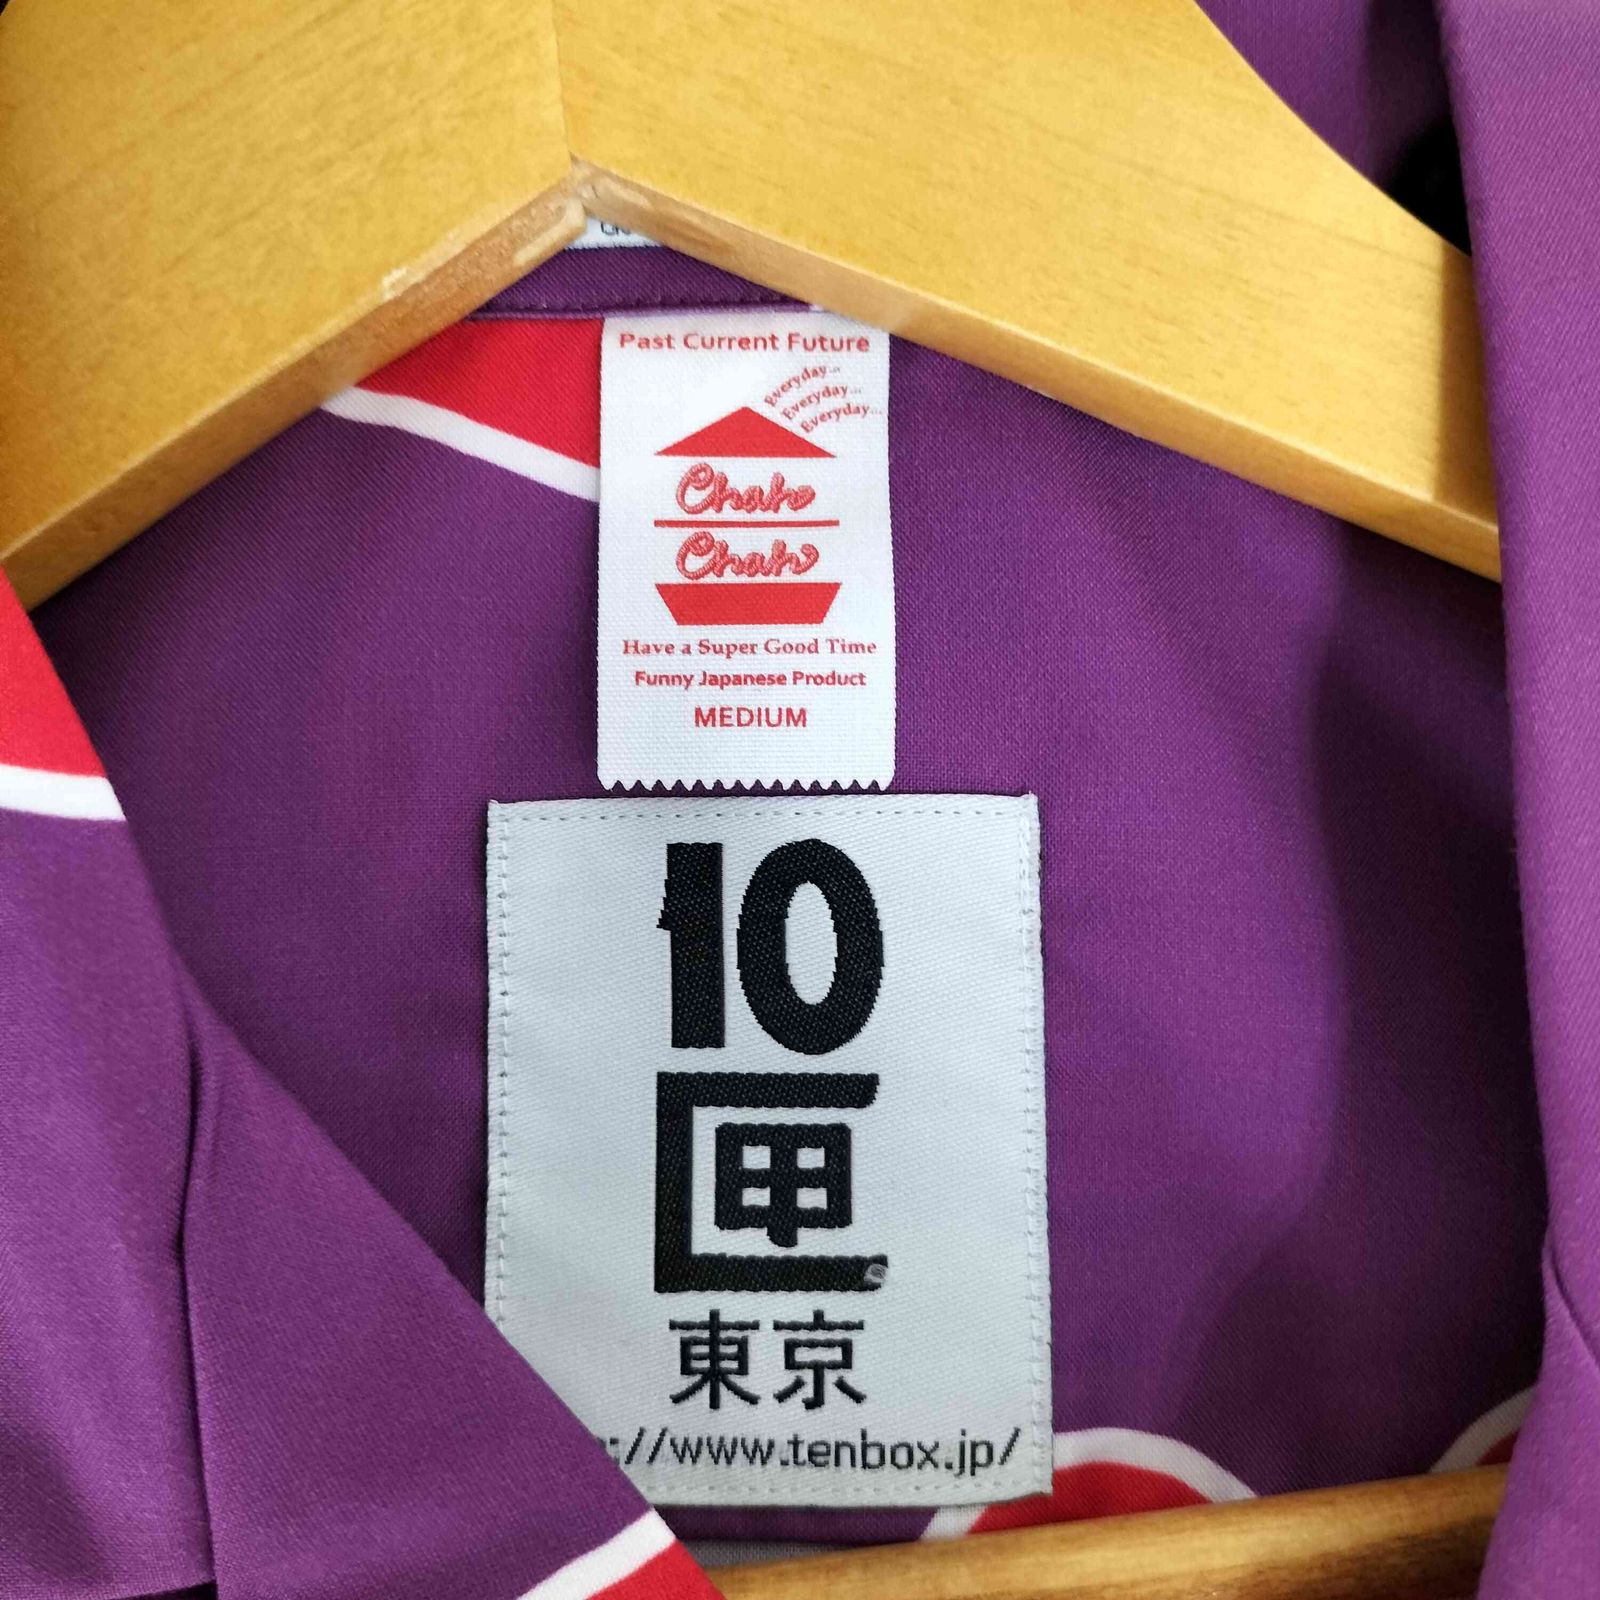 Past Current Future
Everyday...
Everyday...
Everyday...
Chah
Chah
Have a Super Good Time
Funny Japanese Product
MEDIUM
10
匣
東京
://www.tenbox.jp/